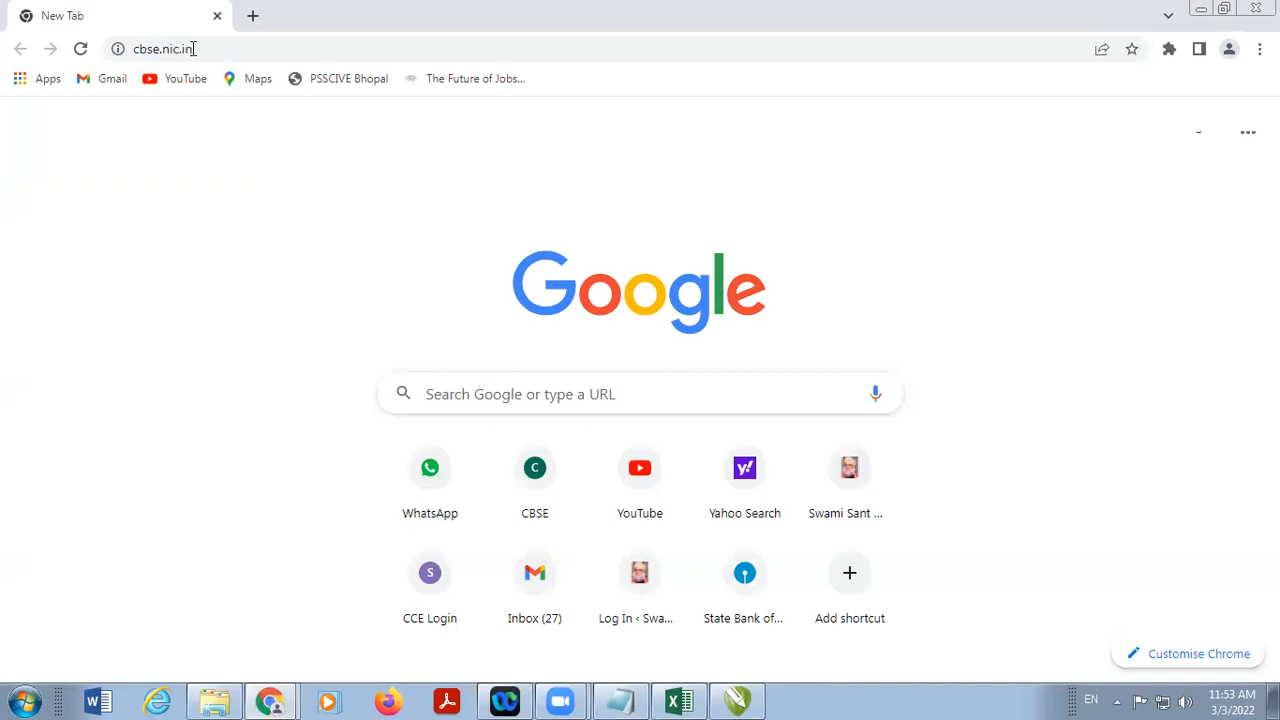 New Tab
cbse.nic.in
Apps Gmail YouTube Maps PSSCIVE Bhopal The Future of Jobs...
Google
Search Google or type a URL
WhatsApp CBSE YouTube Yahoo Search Swami Sant ...
CCE Login Inbox (27) Log In ‹ Swa... State Bank of... Add shortcut
Customise Chrome
EN 11:53 AM
3/3/2022